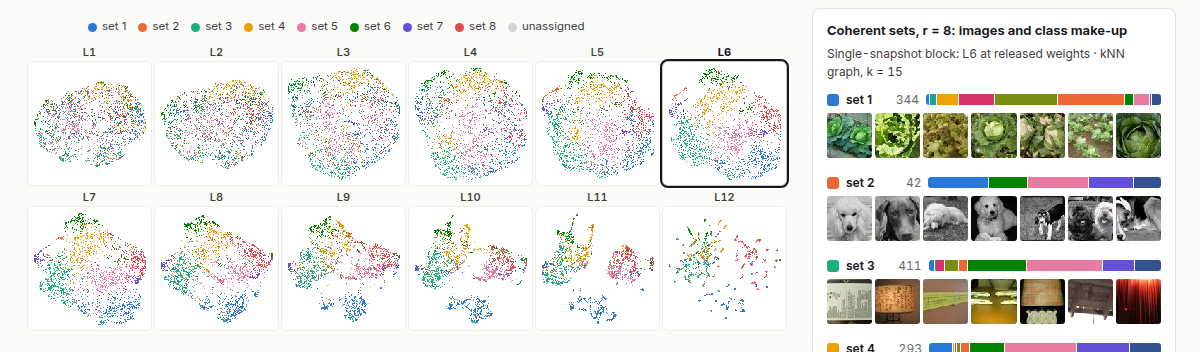 set 1 set 2 set 3 set 4 set 5 set 6 set 7 set 8 unassigned
L1 L2 L3 L4 L5 L6
L7 L8 L9 L10 L11 L12
Coherent sets, r = 8: images and class make-up
Single-snapshot block: L6 at released weights · kNN
graph, k = 15
set 1 344
set 2 42
set 3 411
set 4 293